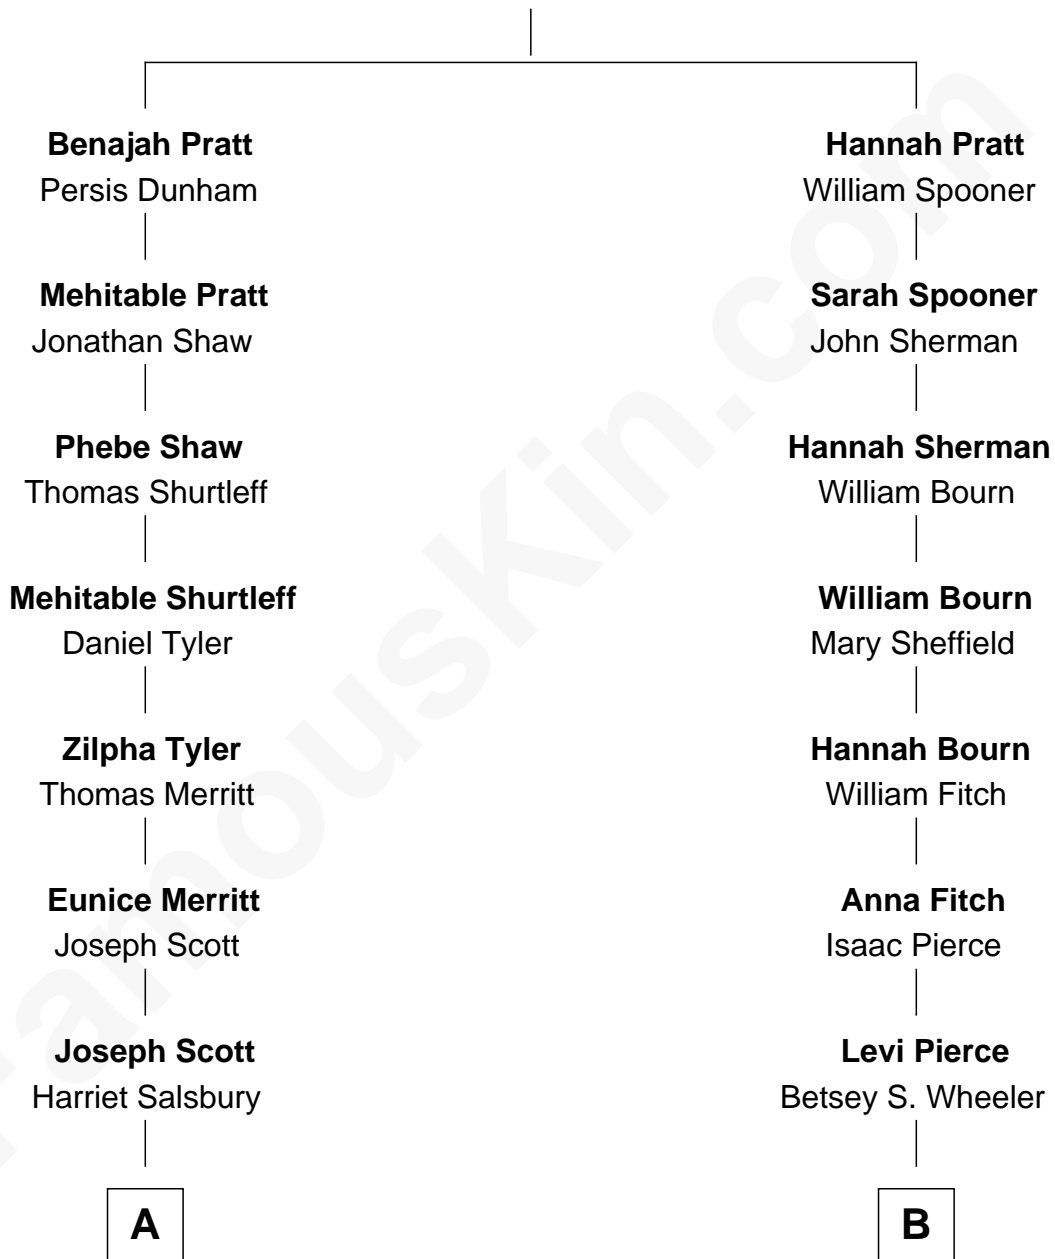 Benajah Pratt
Persis Dunham
Mehitable Pratt
Jonathan Shaw
Phebe Shaw
Thomas Shurtleff
Mehitable Shurtleff
Daniel Tyler
Zilpha Tyler
Thomas Merritt
Eunice Merritt
Joseph Scott
Joseph Scott
Harriet Salsbury
A
Hannah Pratt
William Spooner
Sarah Spooner
John Sherman
Hannah Sherman
William Bourn
William Bourn
Mary Sheffield
Hannah Bourn
William Fitch
Anna Fitch
Isaac Pierce
Levi Pierce
Betsey S. Wheeler
B
FamousKin.com